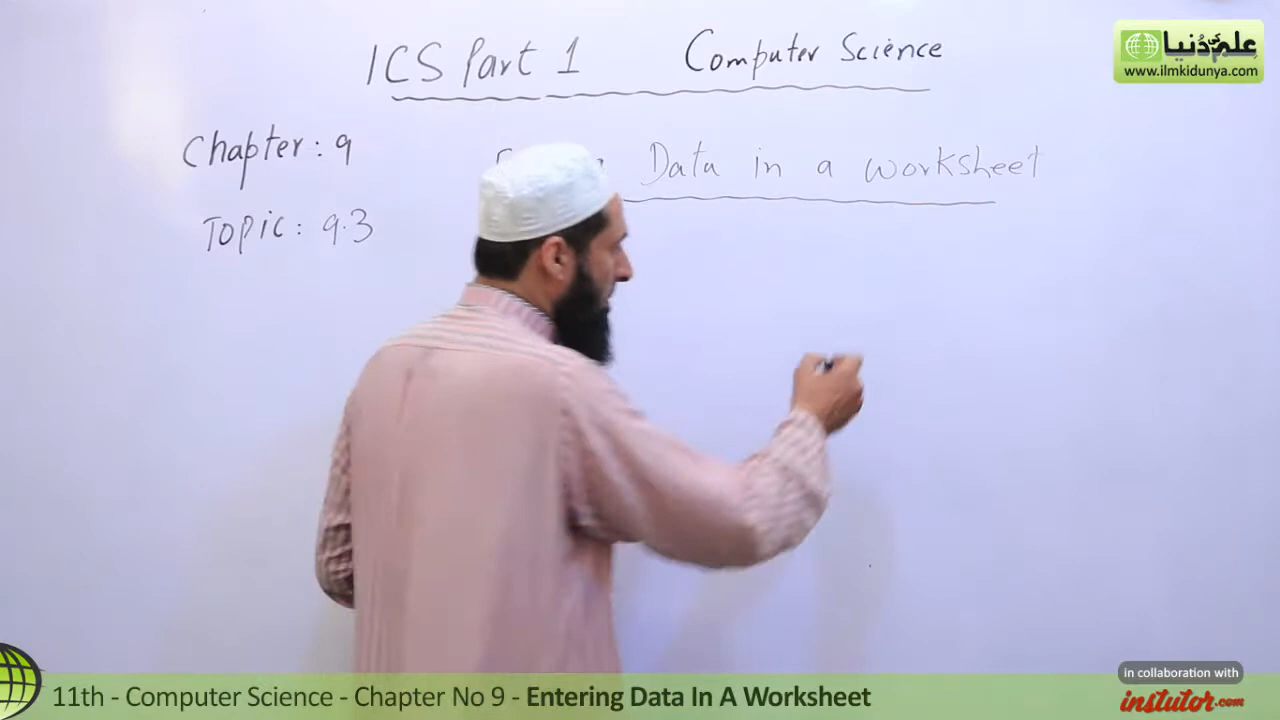 ICS Part 1 Computer Science
علم کی دُنیا
www.ilmkidunya.com
Chapter: 9
Data in a worksheet
Topic: 9.3
in collaboration with
instutor.com
11th - Computer Science - Chapter No 9 - Entering Data In A Worksheet